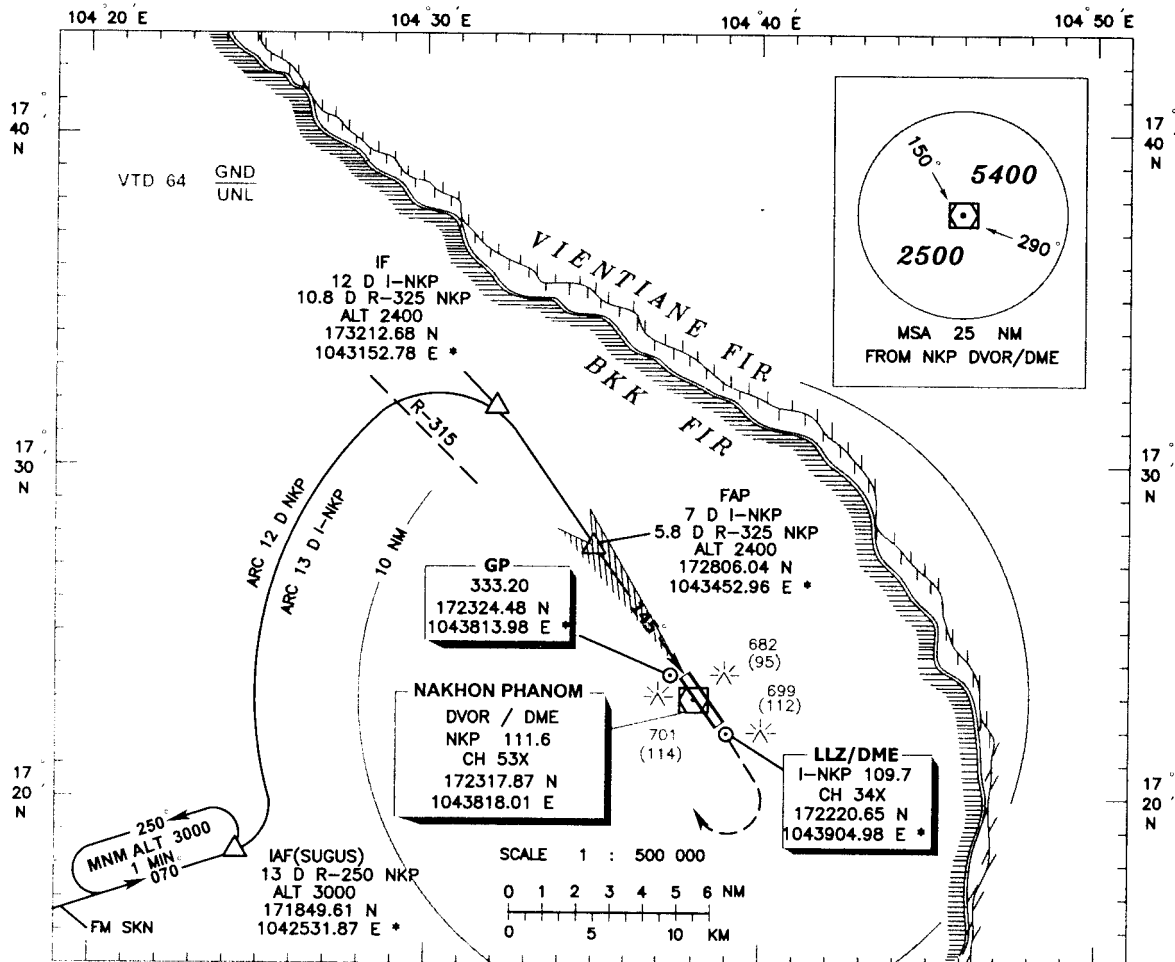 104° 20´ E
104° 30´ E
104° 40´ E
104° 50´ E
17° 40´ N
17° 40´ N
VTD 64 GND
UNL
150°
5400
290°
2500
MSA 25 NM
FROM NKP DVOR/DME
VIENTIANE FIR
BKK FIR
IF
12 D I-NKP
10.8 D R-325 NKP
ALT 2400
173212.68 N
1043152.78 E *
R-315
17° 30´ N
17° 30´ N
ARC 12 D NKP
ARC 13 D I-NKP
10 NM
FAP
7 D I-NKP
5.8 D R-325 NKP
ALT 2400
172806.04 N
1043452.96 E *
GP
333.20
172324.48 N
1043813.98 E *
145°
682
(95)
699
(112)
701
(114)
NAKHON PHANOM
DVOR / DME
NKP 111.6
CH 53X
172317.87 N
1043818.01 E
LLZ/DME
I-NKP 109.7
CH 34X
172220.65 N
1043904.98 E *
17° 20´ N
17° 20´ N
250°
MNM ALT 3000
1 MIN.
070°
FM SKN
IAF(SUGUS)
13 D R-250 NKP
ALT 3000
171849.61 N
1042531.87 E *
SCALE 1 : 500 000
0 1 2 3 4 5 6 NM
0 5 10 KM